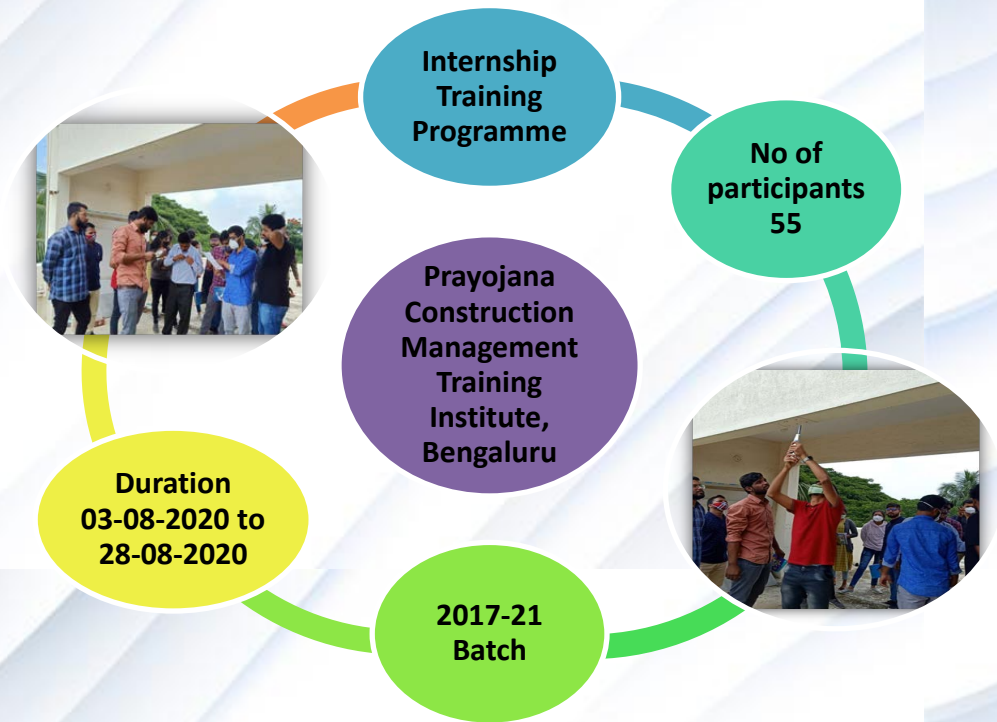 Internship
Training
Programme
No of
participants
55
Prayojana
Construction
Management
Training
Institute,
Bengaluru
Duration
03-08-2020 to
28-08-2020
2017-21
Batch